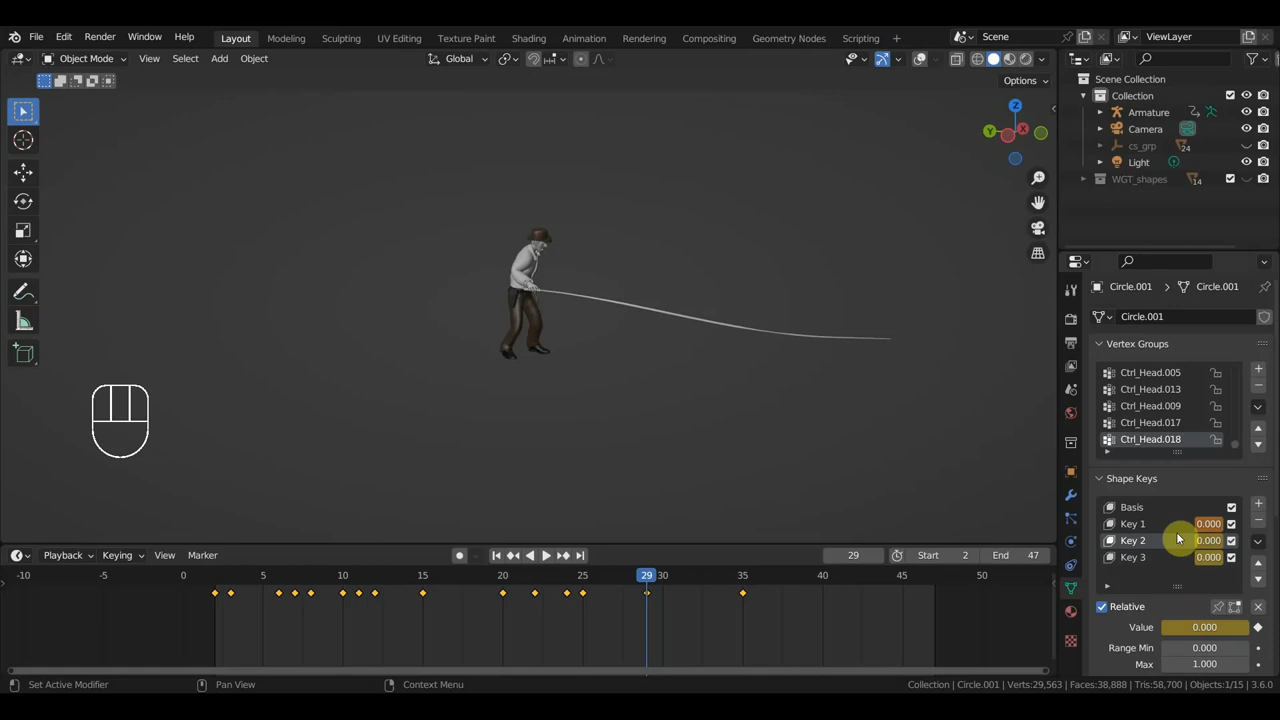 File Edit Render Window Help Layout Modeling Sculpting UV Editing Texture Paint Shading Animation Rendering Compositing Geometry Nodes Scripting + Scene ViewLayer
Object Mode View Select Add Object Global
Options
Scene Collection
Collection
Armature
Camera
cs_grp 24
Light
WGT_shapes 14
Z
Y X
Circle.001 > Circle.001
Circle.001
Vertex Groups
Ctrl_Head.005
Ctrl_Head.013
Ctrl_Head.009
Ctrl_Head.017
Ctrl_Head.018
Shape Keys
Basis
Key 1 0.000
Key 2 0.000
Key 3 0.000
Relative
Value 0.000
Range Min 0.000
Max 1.000
Playback Keying View Marker 29 Start 2 End 47
-10 -5 0 5 10 15 20 25 29 30 35 40 45 50
Set Active Modifier Pan View Context Menu Collection | Circle.001 | Verts:29,563 | Faces:38,888 | Tris:58,700 | Objects:1/15 | 3.6.0